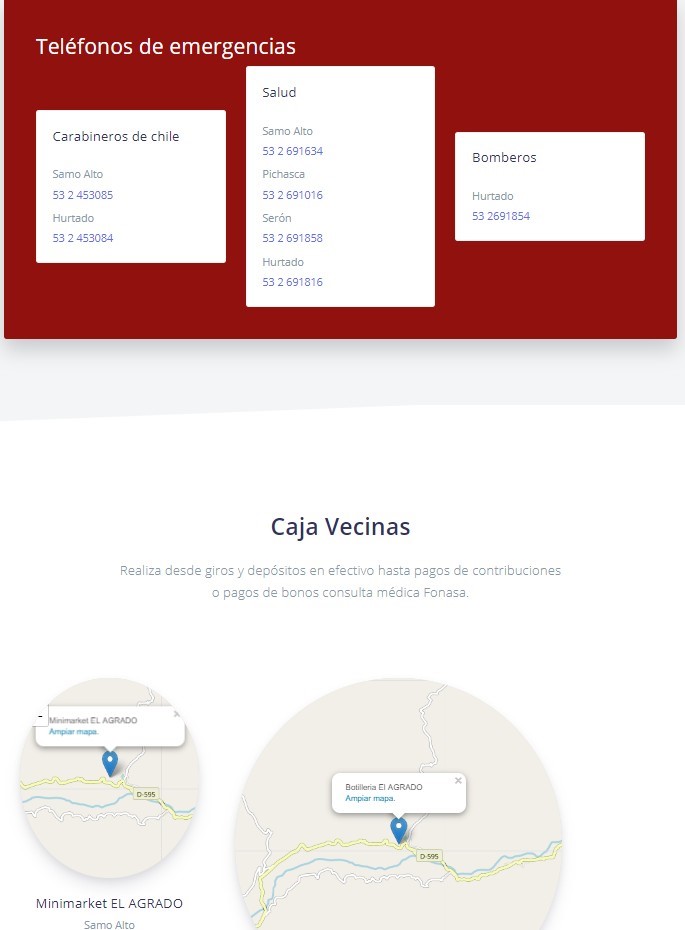 Teléfonos de emergencias
Carabineros de chile
Samo Alto
53 2 453085
Hurtado
53 2 453084
Salud
Samo Alto
53 2 691634
Pichasca
53 2 691016
Serón
53 2 691858
Hurtado
53 2 691816
Bomberos
Hurtado
53 2691854
Caja Vecinas
Realiza desde giros y depósitos en efectivo hasta pagos de contribuciones
o pagos de bonos consulta médica Fonasa.
-
Minimarket EL AGRADO
×
Ampiar mapa.
D-595
Minimarket EL AGRADO
Samo Alto
Botilleria El AGRADO
×
Ampiar mapa.
D-595